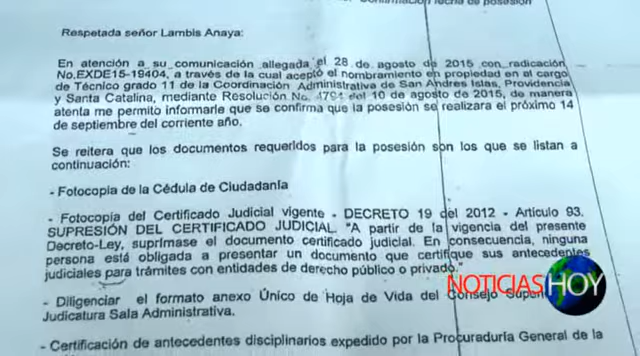 Confirmación fecha de posesión
Respetada señor Lambis Anaya:
En atención a su comunicación allegada el 28 de agosto de 2015 con radicación
No.EXDE15-19404, a través de la cual aceptó el nombramiento en propiedad en al cargo
de Técnico grado 11 de la Coordinación Administrativa de San Andres Islas, Providencia
y Santa Catalina, mediante Resolución No. 4794 del 10 de agosto de 2015, de manera
atenta me permito informarle que se confirma que la posesión se realizara el próximo 14
de septiembre del corriente año.
Se reitera que los documentos requeridos para la posesión son los que se listan a
continuación:
- Fotocopia de la Cédula de Ciudadanía
- Fotocopia del Certificado Judicial vigente - DECRETO 19 del 2012 - Articulo 93.
SUPRESIÓN DEL CERTIFICADO JUDICIAL. "A partir de la vigencia del presente
Decreto-Ley, suprímase el documento certificado judicial. En consecuencia, ninguna
persona está obligada a presentar un documento que certifique sus antecedentes
judiciales para trámites con entidades de derecho público o privado."
NOTICIAS HOY
- Diligenciar el formato anexo Único de Hoja de Vida del Consejo
Judicatura Sala Administrativa.
- Certificación de antecedentes disciplinarios expedido por la Procuraduría General de la